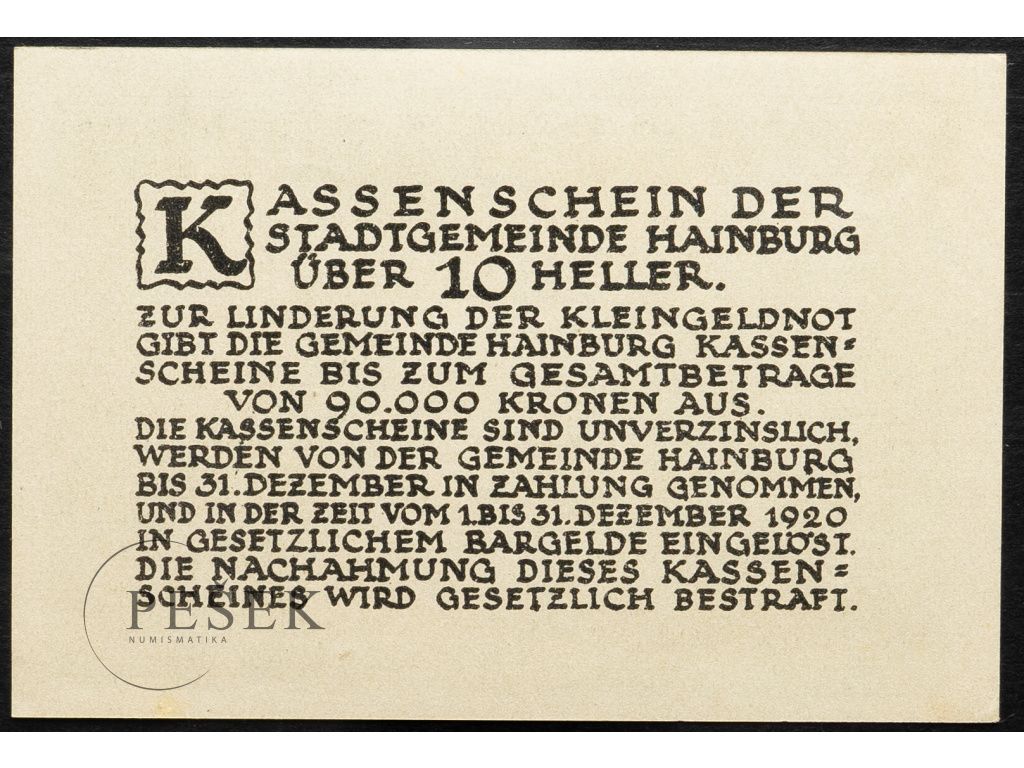 KASSENSCHEIN DER
STADTGEMEINDE HAINBURG
ÜBER 10 HELLER.
ZUR LINDERUNG DER KLEINGELDNOT
GIBT DIE GEMEINDE HAINBURG KASSEN=
SCHEINE BIS ZUM GESAMTBETRAGE
VON 90.000 KRONEN AUS.
DIE KASSENSCHEINE SIND UNVERZINSLICH,
WERDEN VON DER GEMEINDE HAINBURG
BIS 31. DEZEMBER IN ZAHLUNG GENOMMEN,
UND IN DER ZEIT VOM 1. BIS 31. DEZEMBER 1920
IN GESETZLICHEM BARGELDE EINGELÖST.
DIE NACHAHMUNG DIESES KASSEN=
SCHEINES WIRD GESETZLICH BESTRAFT.
PESEK
NUMISMATIKA